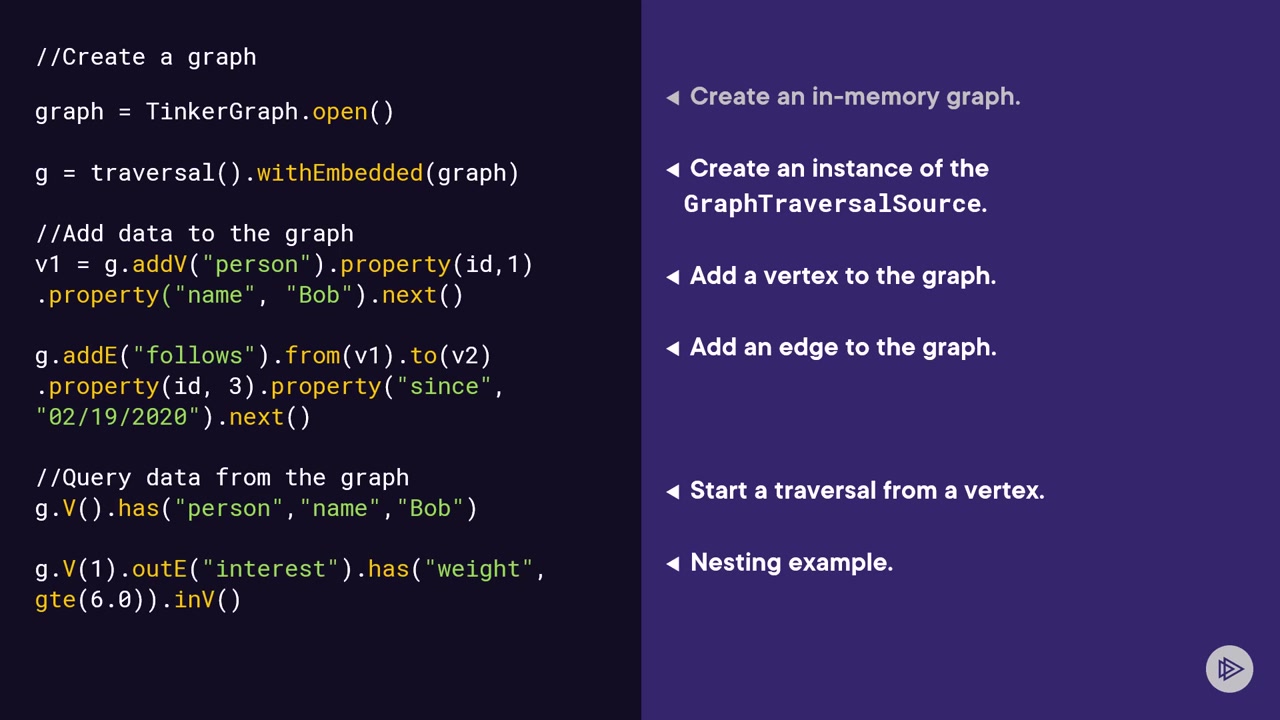 //Create a graph
graph = TinkerGraph.open()
g = traversal().withEmbedded(graph)
//Add data to the graph
v1 = g.addV("person").property(id,1)
.property("name", "Bob").next()
g.addE("follows").from(v1).to(v2)
.property(id, 3).property("since",
"02/19/2020").next()
//Query data from the graph
g.V().has("person","name","Bob")
g.V(1).outE("interest").has("weight",
gte(6.0)).inV()
◀ Create an in-memory graph.
◀ Create an instance of the
GraphTraversalSource.
◀ Add a vertex to the graph.
◀ Add an edge to the graph.
◀ Start a traversal from a vertex.
◀ Nesting example.